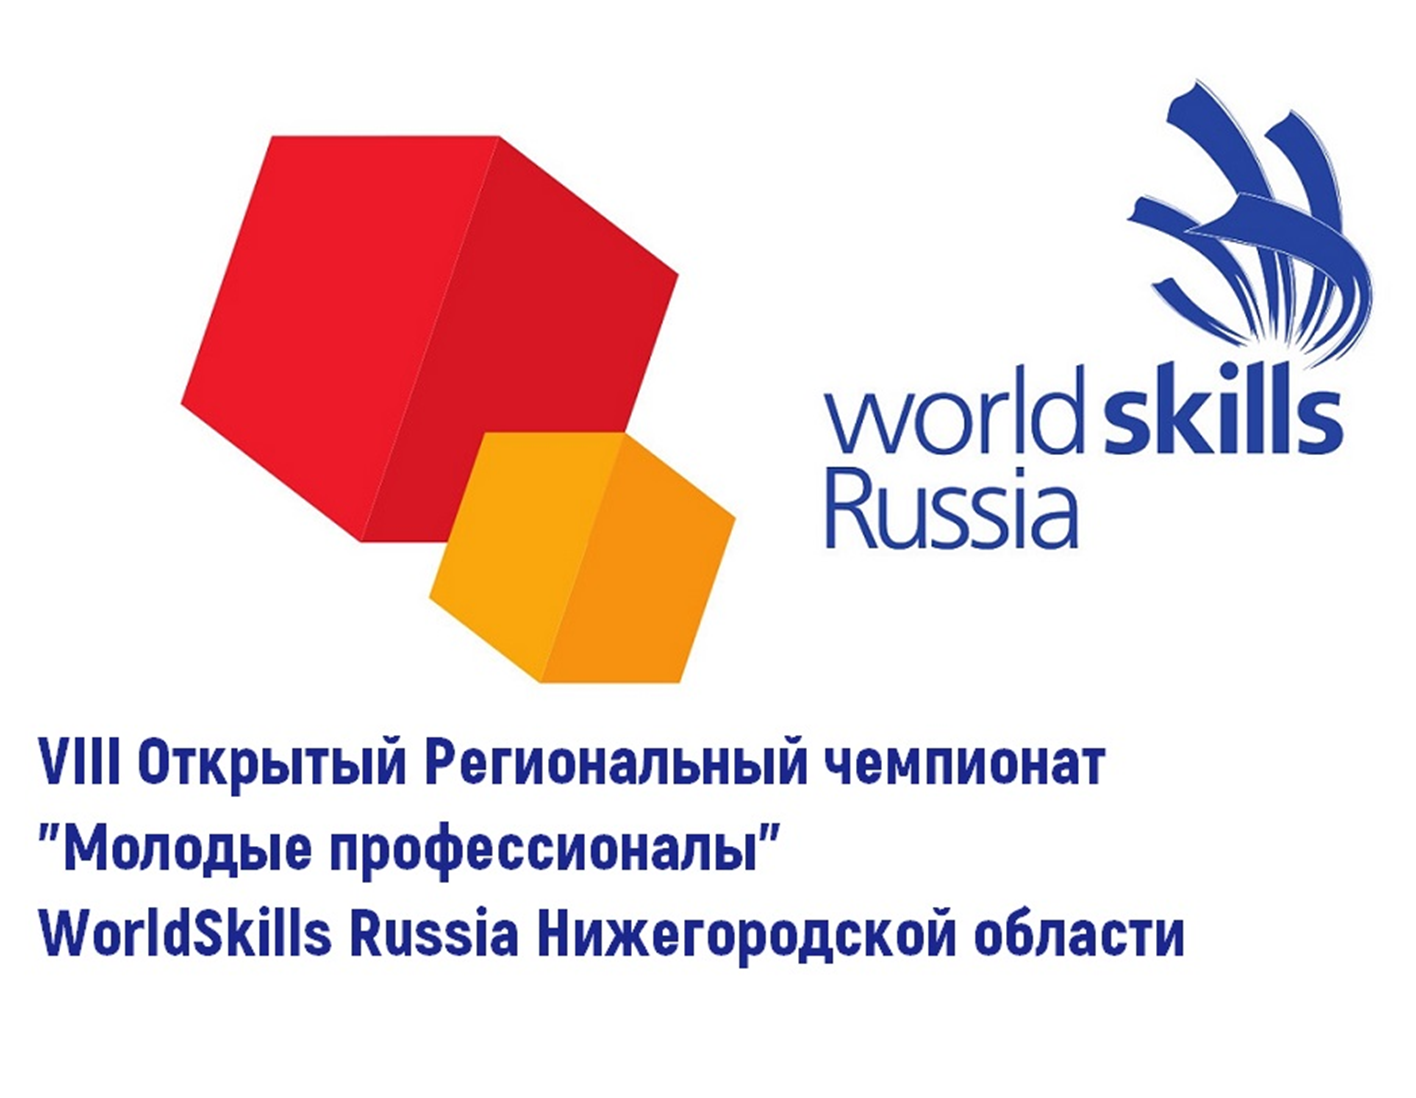 world skills
Russia
VIII Открытый Региональный чемпионат
"Молодые профессионалы"
WorldSkills Russia Нижегородской области